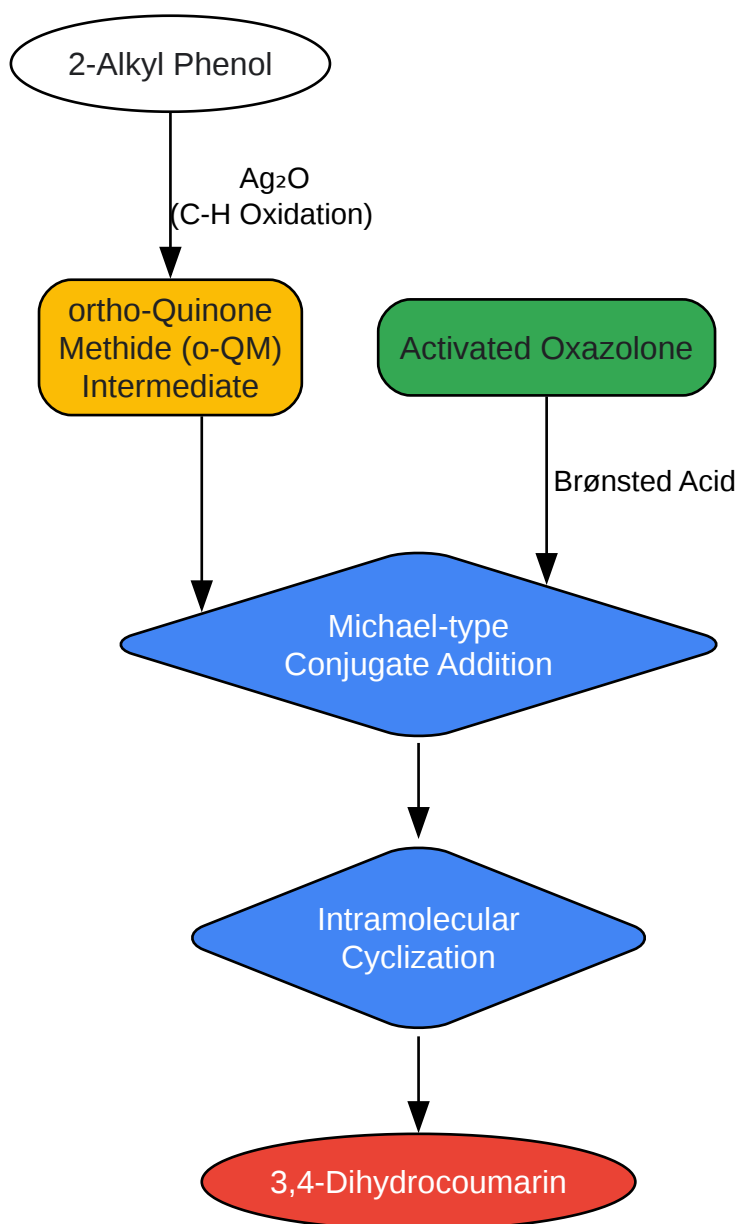 2-Alkyl Phenol
Ag₂O
(C-H Oxidation)
ortho-Quinone
Methide (o-QM)
Intermediate
Activated Oxazolone
Brønsted Acid
Michael-type
Conjugate Addition
Intramolecular
Cyclization
3,4-Dihydrocoumarin